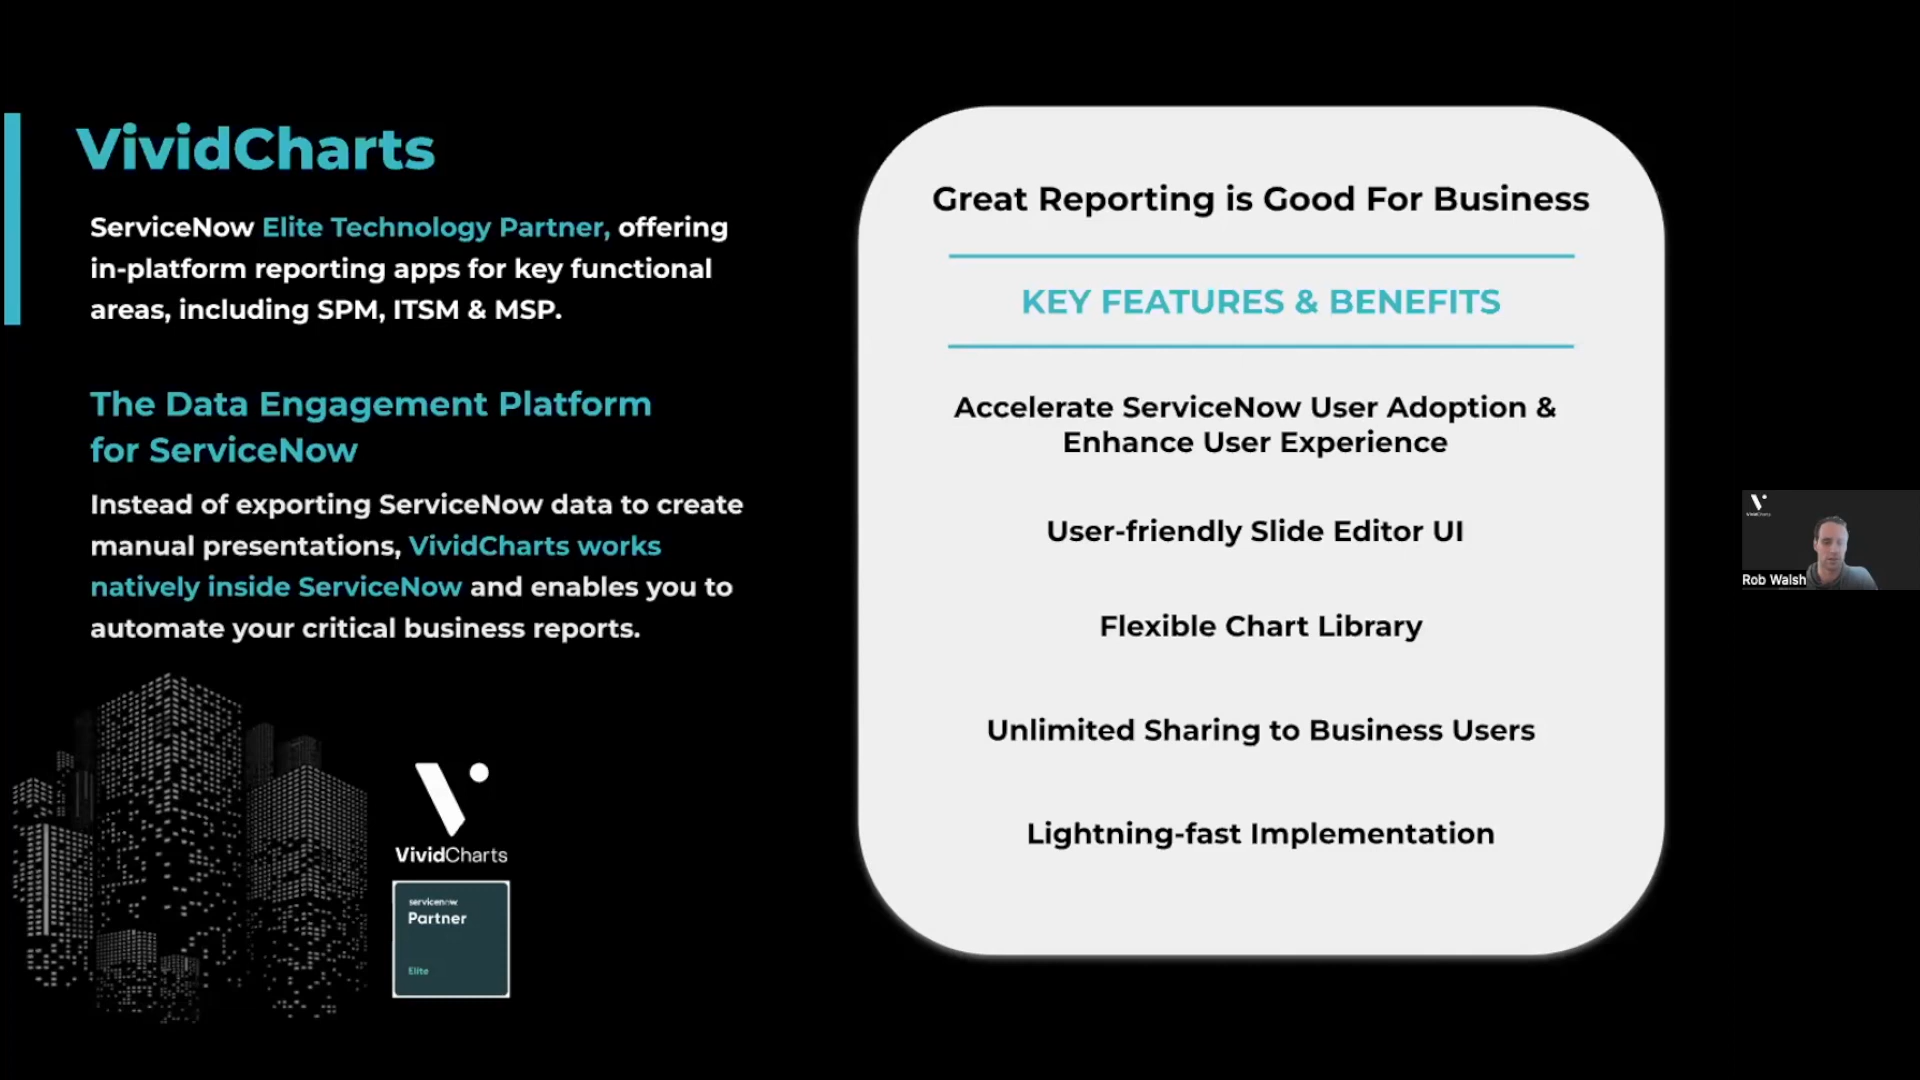 VividCharts
ServiceNow Elite Technology Partner, offering
in-platform reporting apps for key functional
areas, including SPM, ITSM & MSP.
The Data Engagement Platform
for ServiceNow
Instead of exporting ServiceNow data to create
manual presentations, VividCharts works
natively inside ServiceNow and enables you to
automate your critical business reports.
VividCharts
servicenow.
Partner
Elite
Great Reporting is Good For Business
KEY FEATURES & BENEFITS
Accelerate ServiceNow User Adoption &
Enhance User Experience
User-friendly Slide Editor UI
Flexible Chart Library
Unlimited Sharing to Business Users
Lightning-fast Implementation
VividCharts
Rob Walsh